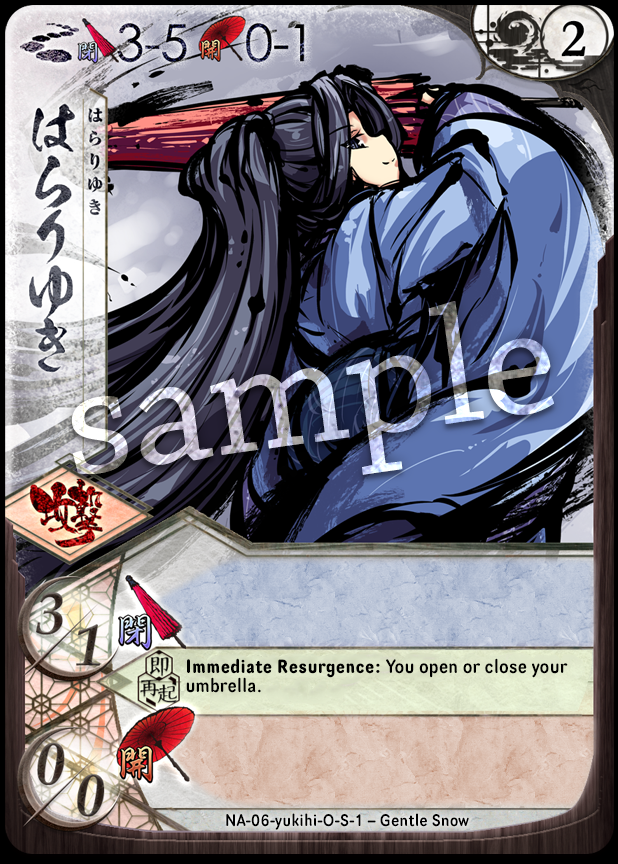 閉 3-5 開 0-1
2
はらりゆき
はらりゆき
sample
攻撃
3/1
閉
即再起
Immediate Resurgence: You open or close your
umbrella.
0/0
開
NA-06-yukihi-O-S-1 – Gentle Snow